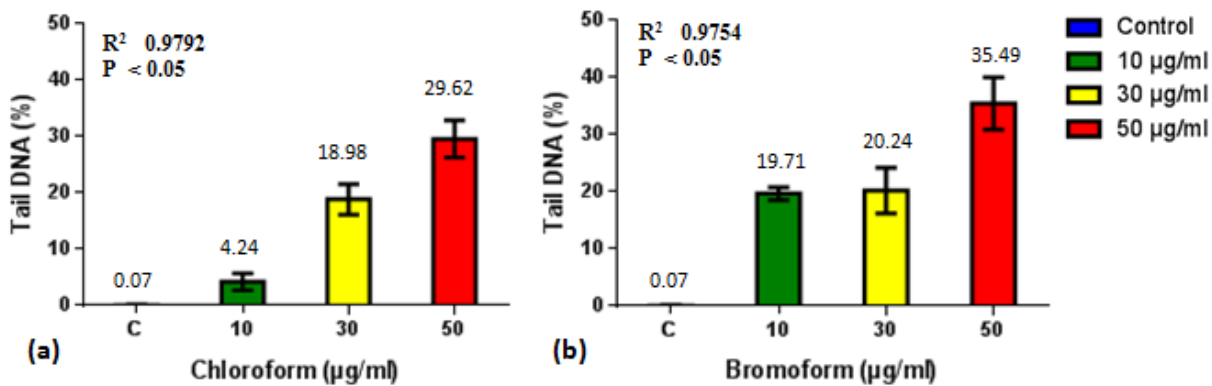 R² 0.9792
P < 0.05
50
40
30
20
10
0
Tail DNA (%)
0.07
4.24
18.98
29.62
C 10 30 50
(a)
Chloroform (µg/ml)
R² 0.9754
P < 0.05
50
40
30
20
10
0
Tail DNA (%)
0.07
19.71
20.24
35.49
C 10 30 50
(b)
Bromoform (µg/ml)
Control
10 µg/ml
30 µg/ml
50 µg/ml